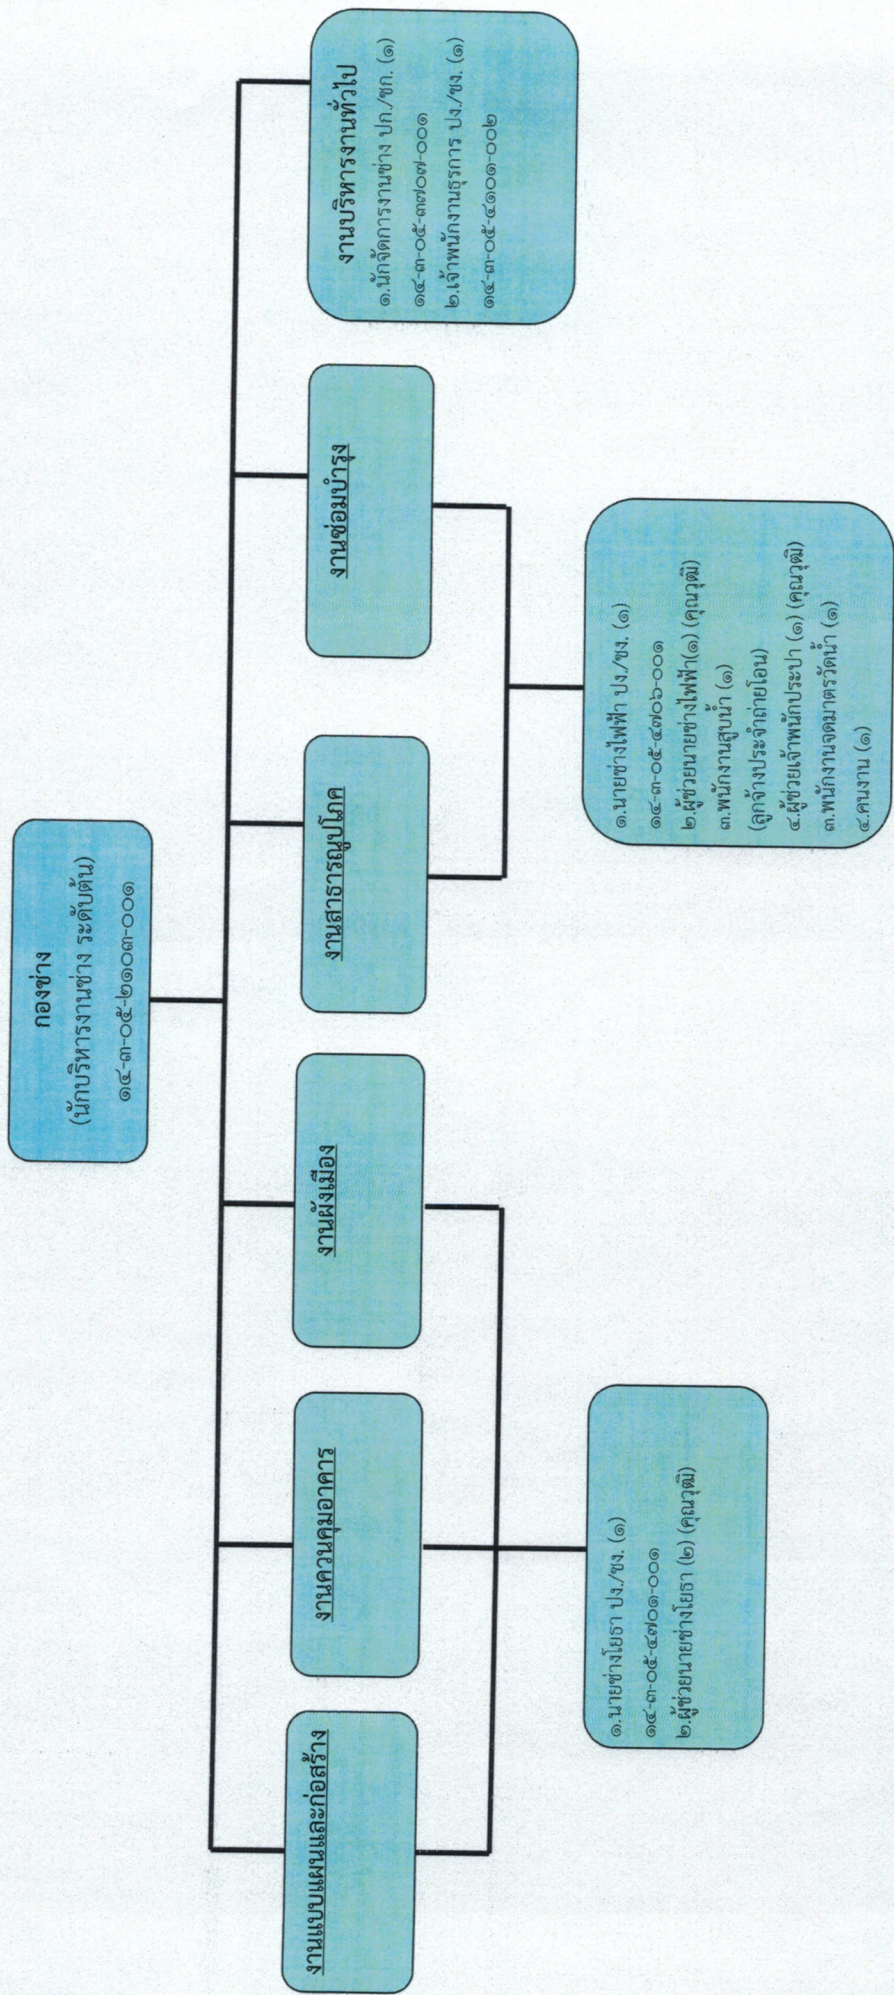 กองช่าง
(นักบริหารงานช่าง ระดับต้น)
๑๔-๓-๐๕-๒๑๐๓-๐๐๑
งานแบบแผนและก่อสร้าง
งานควบคุมอาคาร
งานผังเมือง
งานสาธารณูปโภค
งานซ่อมบำรุง
งานบริหารงานทั่วไป
๑.นักจัดการงานช่าง ปก./ชก. (๑)
๑๔-๓-๐๕-๓๗๐๗-๐๐๑
๒.เจ้าพนักงานธุรการ ปง./ชง. (๑)
๑๔-๓-๐๕-๔๑๐๑-๐๐๒
๑.นายช่างโยธา ปง./ชง. (๑)
๑๔-๓-๐๕-๔๗๐๑-๐๐๑
๒.ผู้ช่วยนายช่างโยธา (๒) (คุณวุฒิ)
๑.นายช่างไฟฟ้า ปง./ชง. (๑)
๑๔-๓-๐๕-๔๗๐๖-๐๐๑
๒.ผู้ช่วยนายช่างไฟฟ้า(๑) (คุณวุฒิ)
๓.พนักงานสูบน้ำ (๑)
(ลูกจ้างประจำถ่ายโอน)
๔.ผู้ช่วยเจ้าพนักประปา (๑) (คุณวุฒิ)
๓.พนักงานจดมาตรวัดน้ำ (๑)
๔.คนงาน (๑)